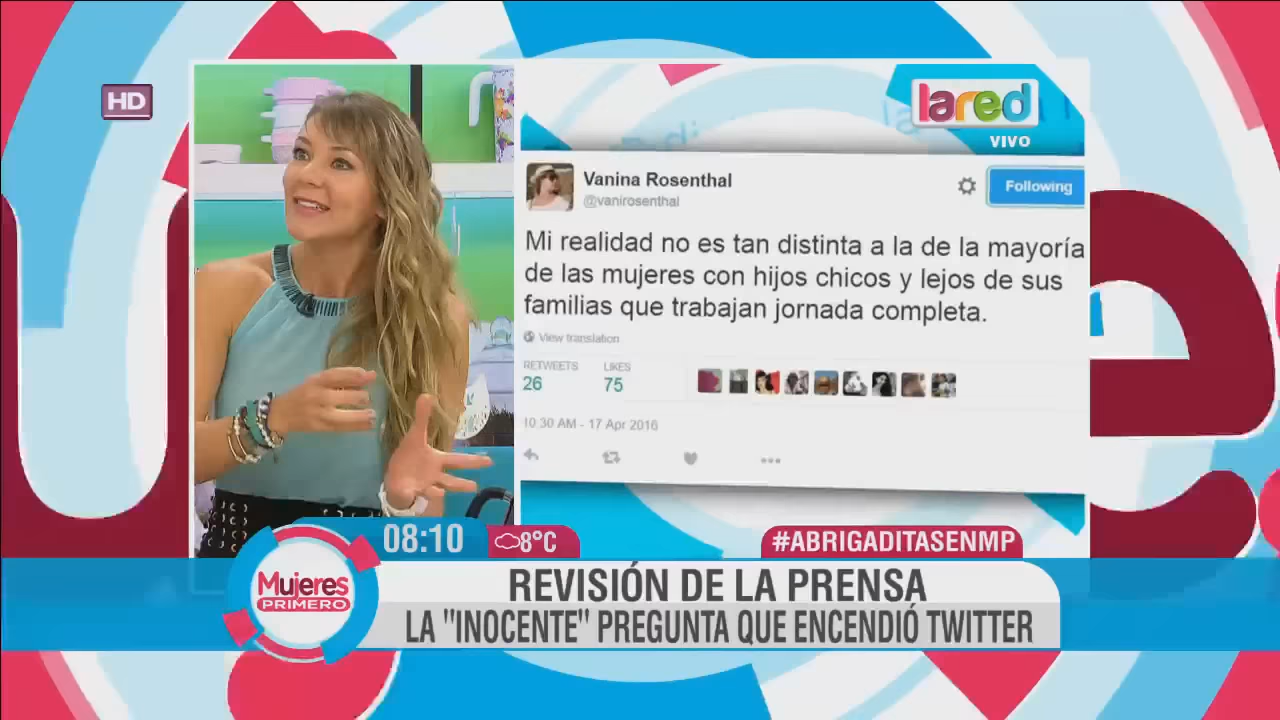 HD
lared
VIVO
Vanina Rosenthal
@vanirosenthal
Following
Mi realidad no es tan distinta a la de la mayoría
de las mujeres con hijos chicos y lejos de sus
familias que trabajan jornada completa.
View translation
RETWEETS
LIKES
26
75
10:30 AM - 17 Apr 2016
08:10
8°C
#ABRIGADITASENMP
Mujeres
PRIMERO
REVISIÓN DE LA PRENSA
LA "INOCENTE" PREGUNTA QUE ENCENDIÓ TWITTER